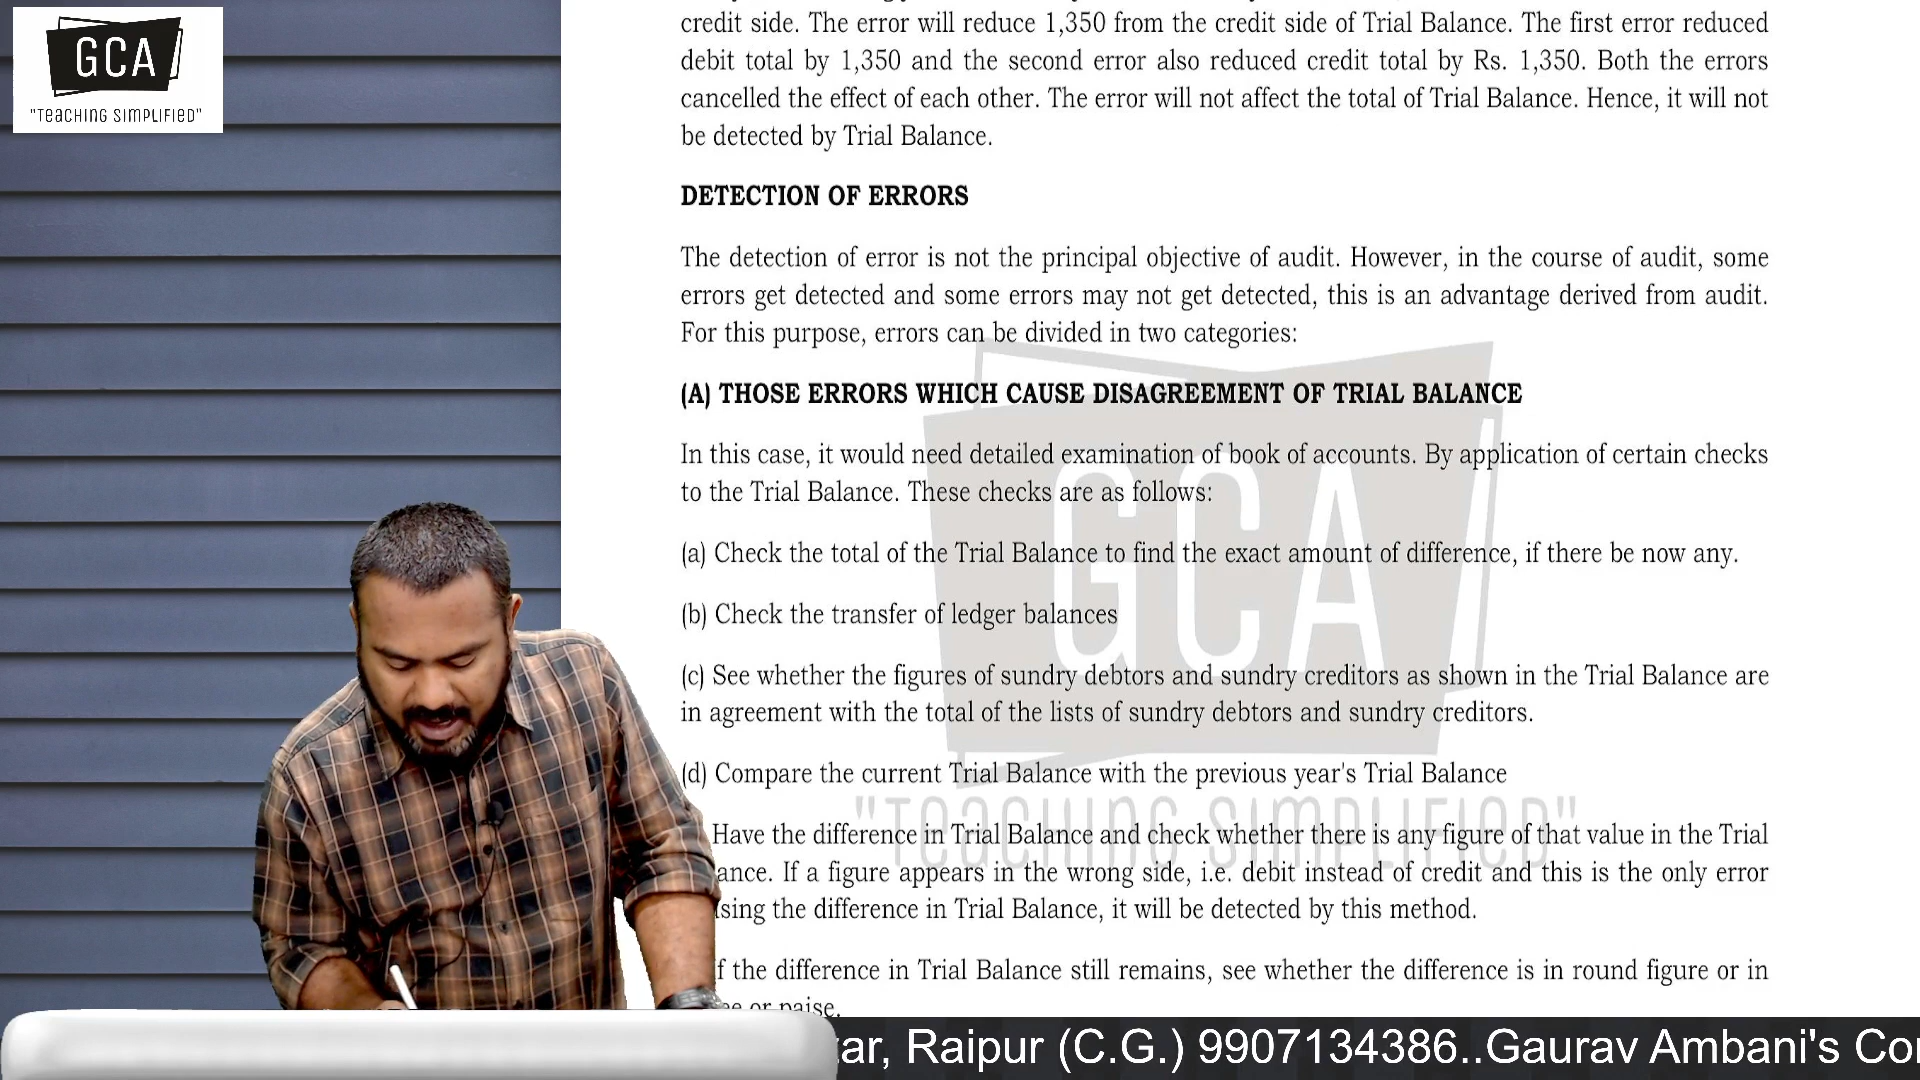 GCA
"TEACHING SIMPLIFIED"
credit side. The error will reduce 1,350 from the credit side of Trial Balance. The first error reduced
debit total by 1,350 and the second error also reduced credit total by Rs. 1,350. Both the errors
cancelled the effect of each other. The error will not affect the total of Trial Balance. Hence, it will not
be detected by Trial Balance.
DETECTION OF ERRORS
The detection of error is not the principal objective of audit. However, in the course of audit, some
errors get detected and some errors may not get detected, this is an advantage derived from audit.
For this purpose, errors can be divided in two categories:
(A) THOSE ERRORS WHICH CAUSE DISAGREEMENT OF TRIAL BALANCE
In this case, it would need detailed examination of book of accounts. By application of certain checks
to the Trial Balance. These checks are as follows:
(a) Check the total of the Trial Balance to find the exact amount of difference, if there be now any.
(b) Check the transfer of ledger balances
(c) See whether the figures of sundry debtors and sundry creditors as shown in the Trial Balance are
in agreement with the total of the lists of sundry debtors and sundry creditors.
(d) Compare the current Trial Balance with the previous year's Trial Balance
Have the difference in Trial Balance and check whether there is any figure of that value in the Trial
ance. If a figure appears in the wrong side, i.e. debit instead of credit and this is the only error
sing the difference in Trial Balance, it will be detected by this method.
f the difference in Trial Balance still remains, see whether the difference is in round figure or in
or paise.
GCA
"TEACHING SIMPLIFIED"
zar, Raipur (C.G.) 9907134386..Gaurav Ambani's Co